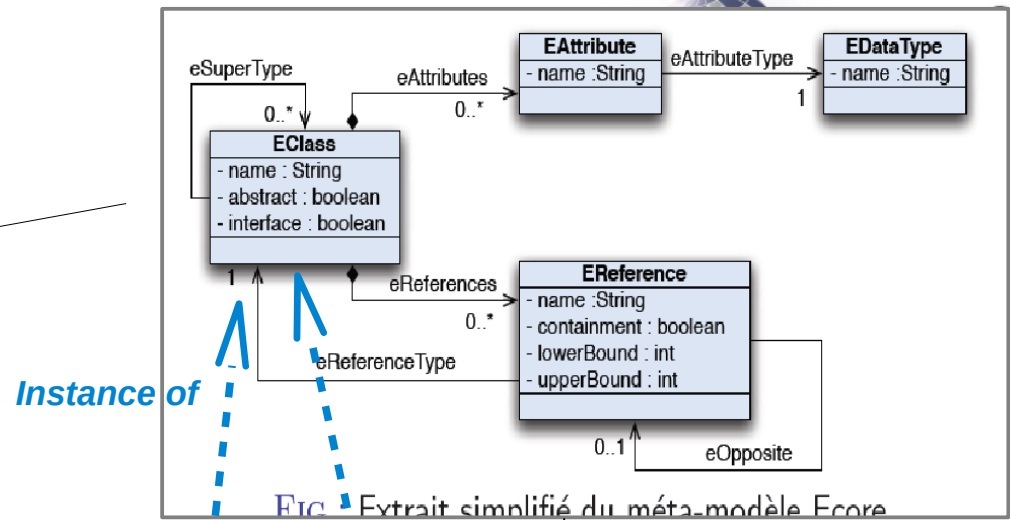 eSuperType
0..*
EClass
- name : String
- abstract : boolean
- interface : boolean
eAttributes
0..*
EAttribute
- name :String
eAttributeType
1
EDataType
- name :String
1
eReferences
0..*
EReference
- name :String
- containment : boolean
- lowerBound : int
- upperBound : int
eReferenceType
0..1
eOpposite
Instance of
FIG : Extrait simplifié du méta-modèle Ecore